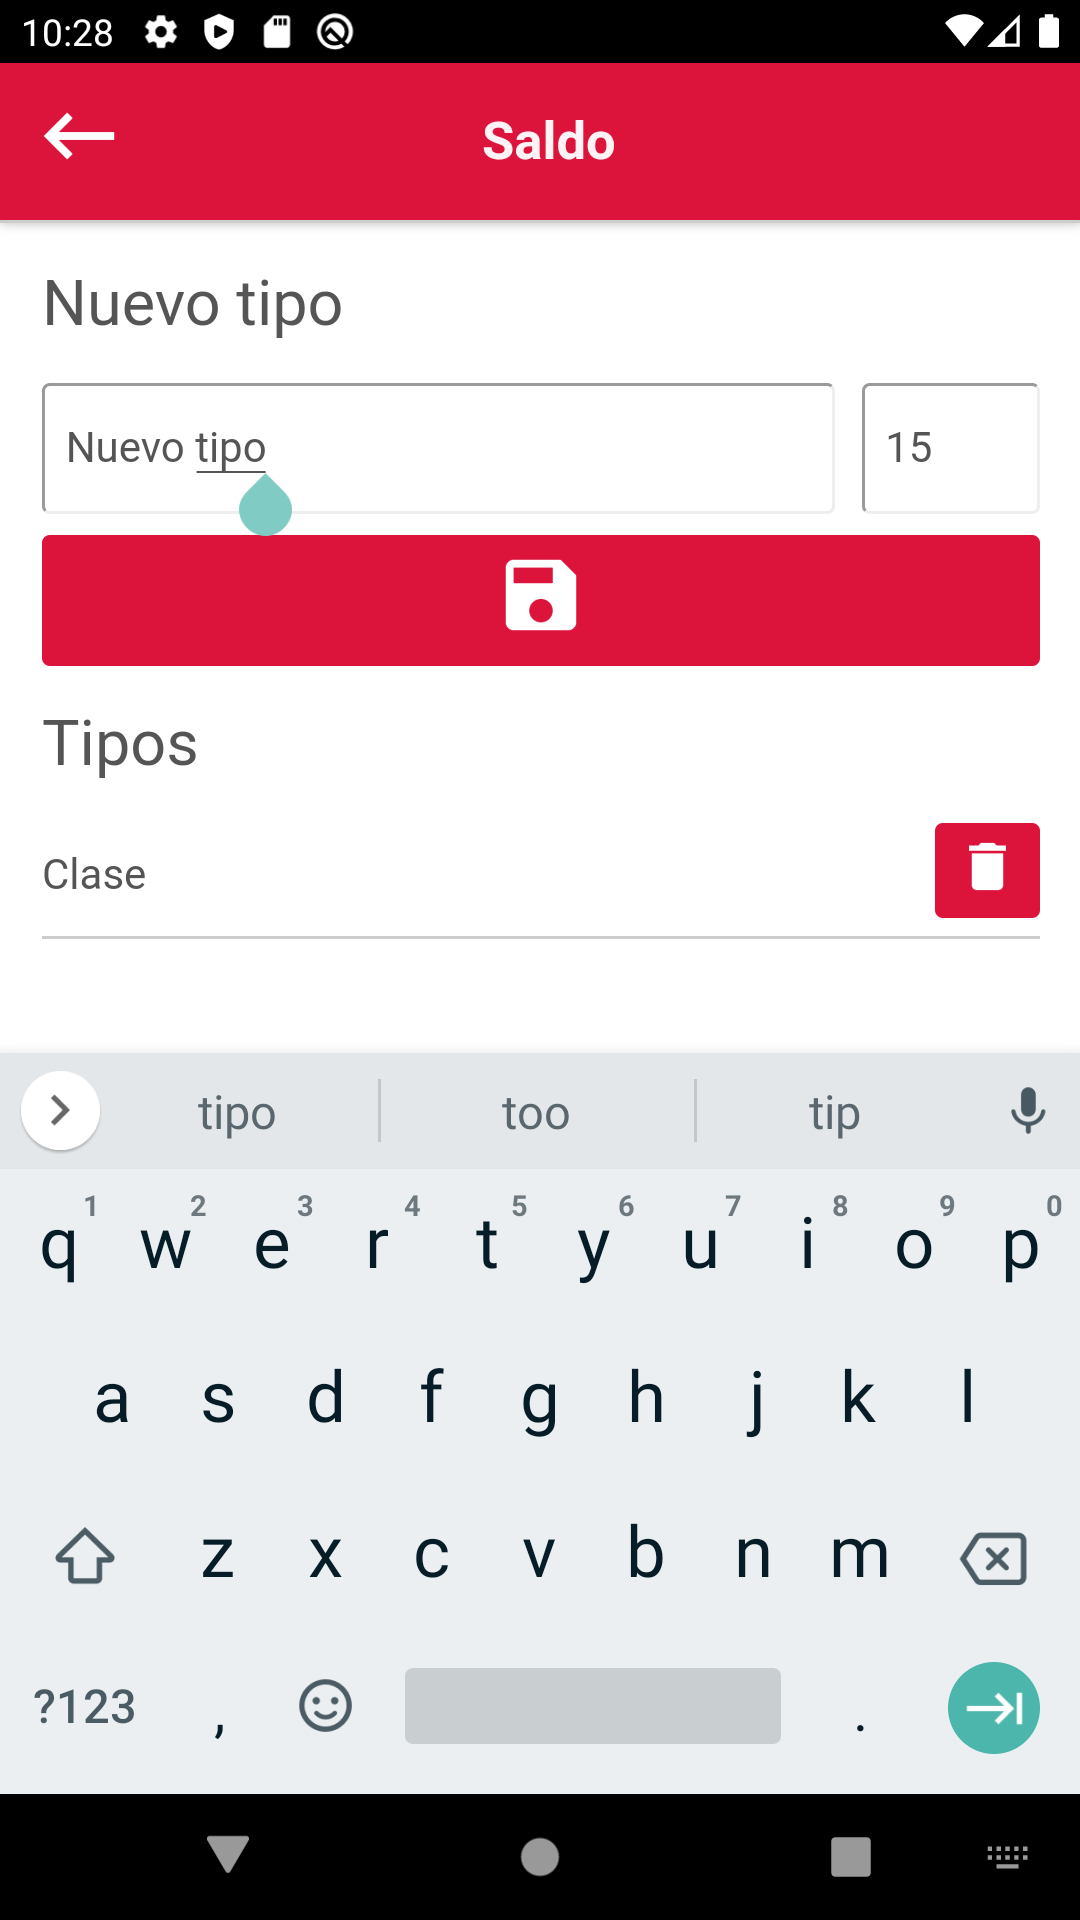 10:28
Saldo
Nuevo tipo
Nuevo tipo
15
Tipos
Clase
tipo too tip
1 2 3 4 5 6 7 8 9 0
q w e r t y u i o p
a s d f g h j k l
z x c v b n m
?123 , .